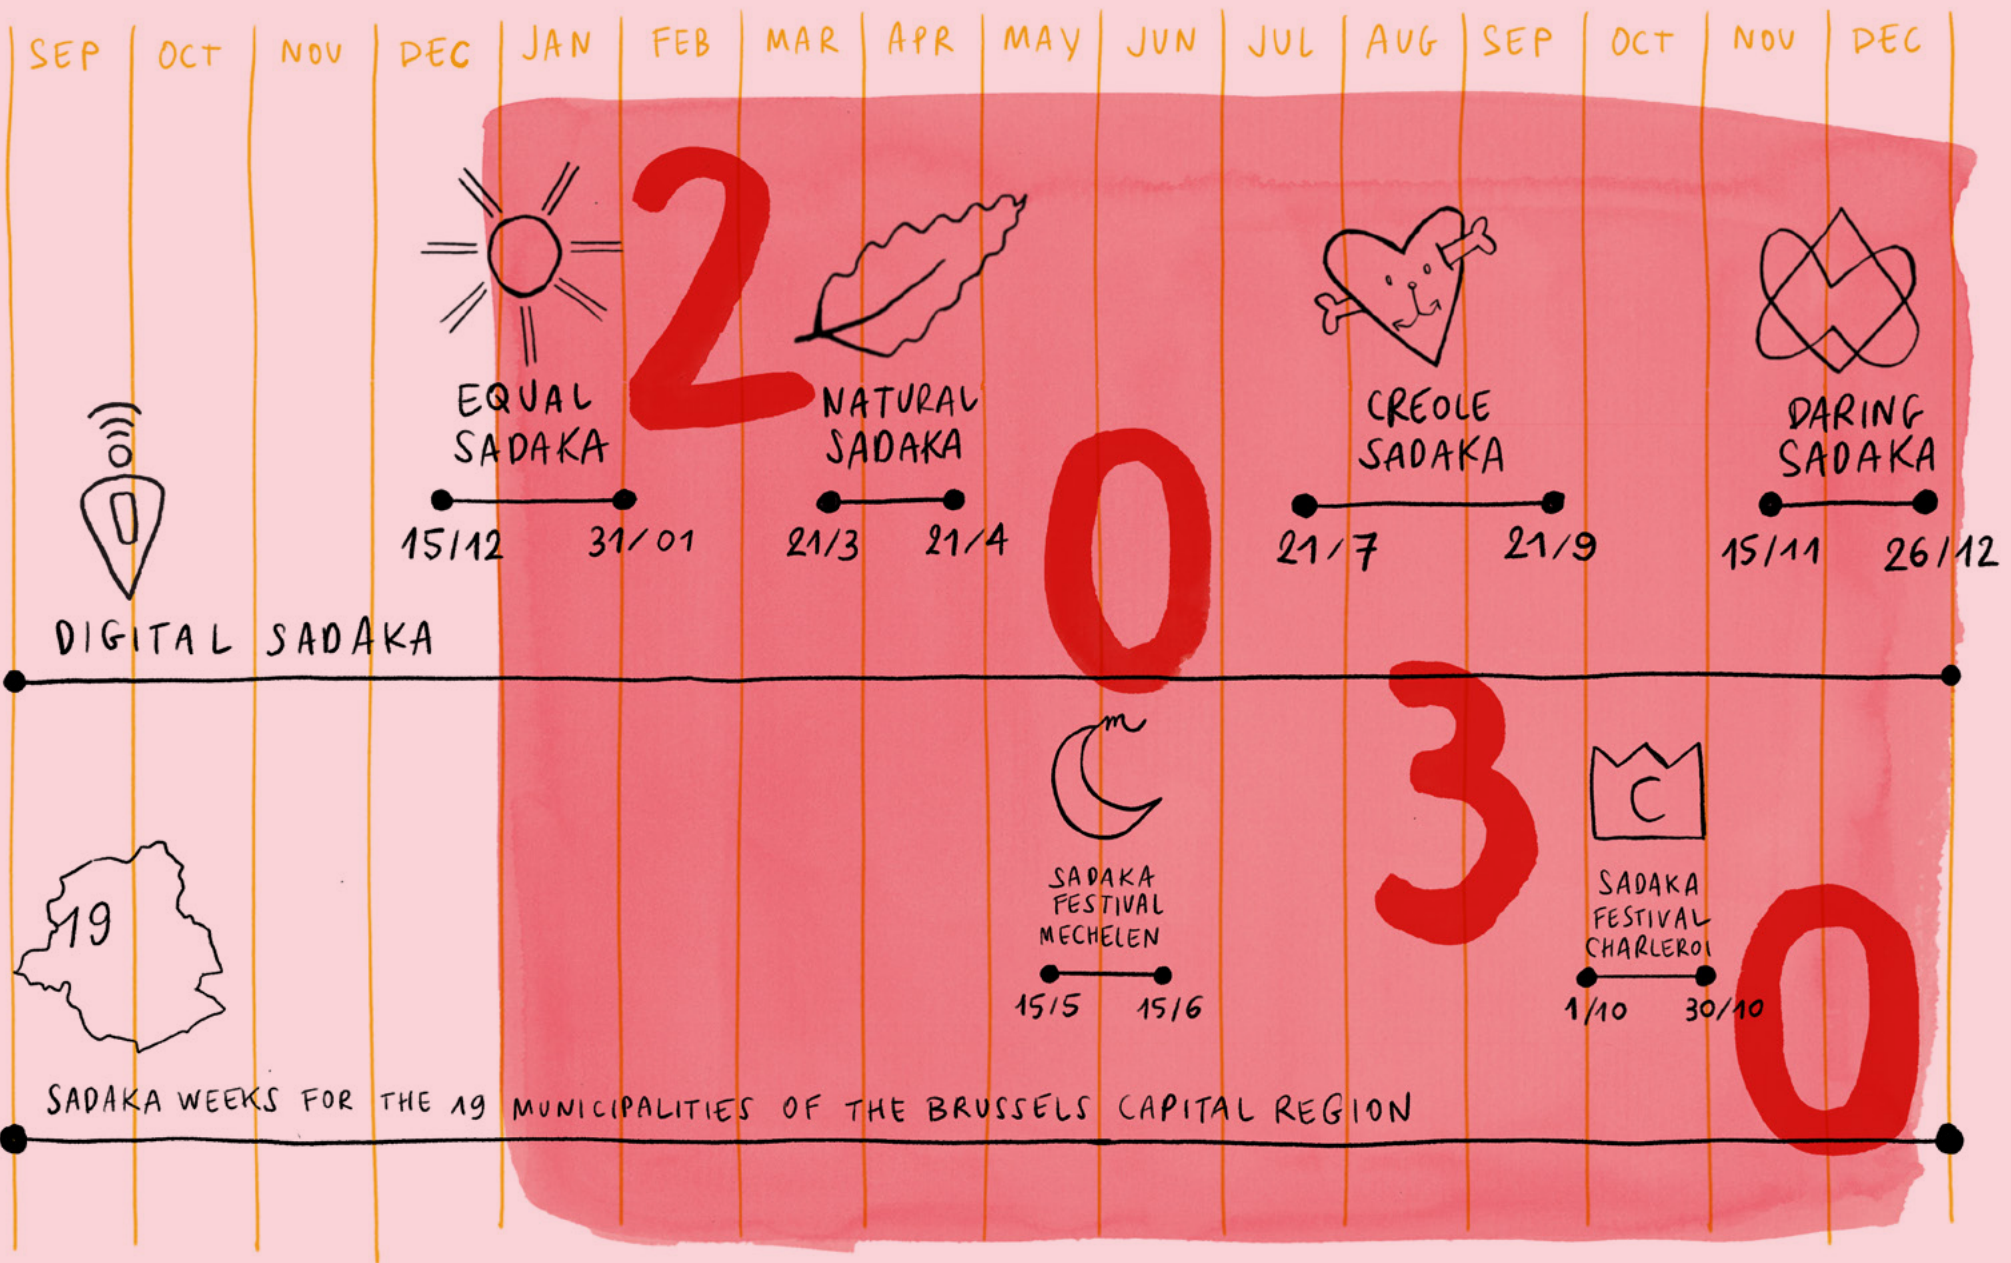 SEP OCT NOV DEC JAN FEB MAR APR MAY JUN JUL AUG SEP OCT NOV DEC
2030
EQUAL
SADAKA
15/12 31/01
NATURAL
SADAKA
21/3 21/4
CREOLE
SADAKA
21/7 21/9
DARING
SADAKA
15/11 26/12
DIGITAL SADAKA
m
SADAKA
FESTIVAL
MECHELEN
15/5 15/6
C
SADAKA
FESTIVAL
CHARLEROI
1/10 30/10
19
SADAKA WEEKS FOR THE 19 MUNICIPALITIES OF THE BRUSSELS CAPITAL REGION